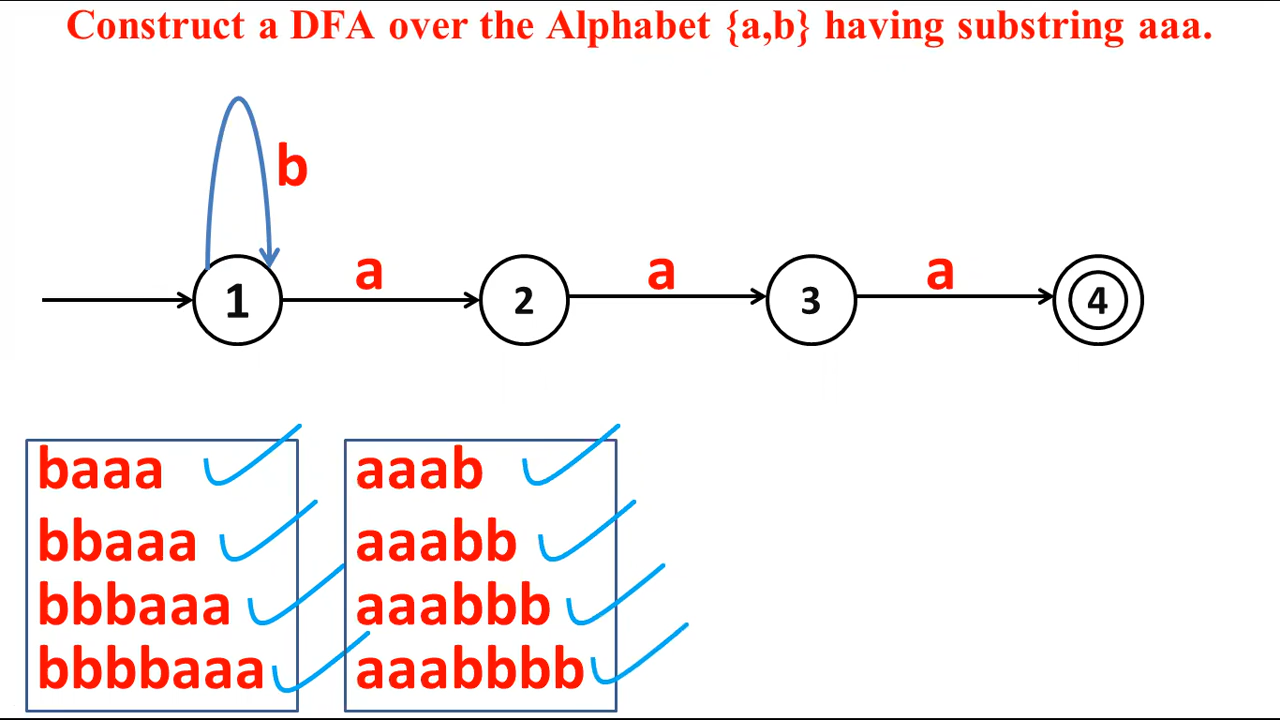 Construct a DFA over the Alphabet {a,b} having substring aaa.
b
a a a
1 2 3 4
baaa
bbaaa
bbbaaa
bbbbaaa
aaab
aaabb
aaabbb
aaabbbb